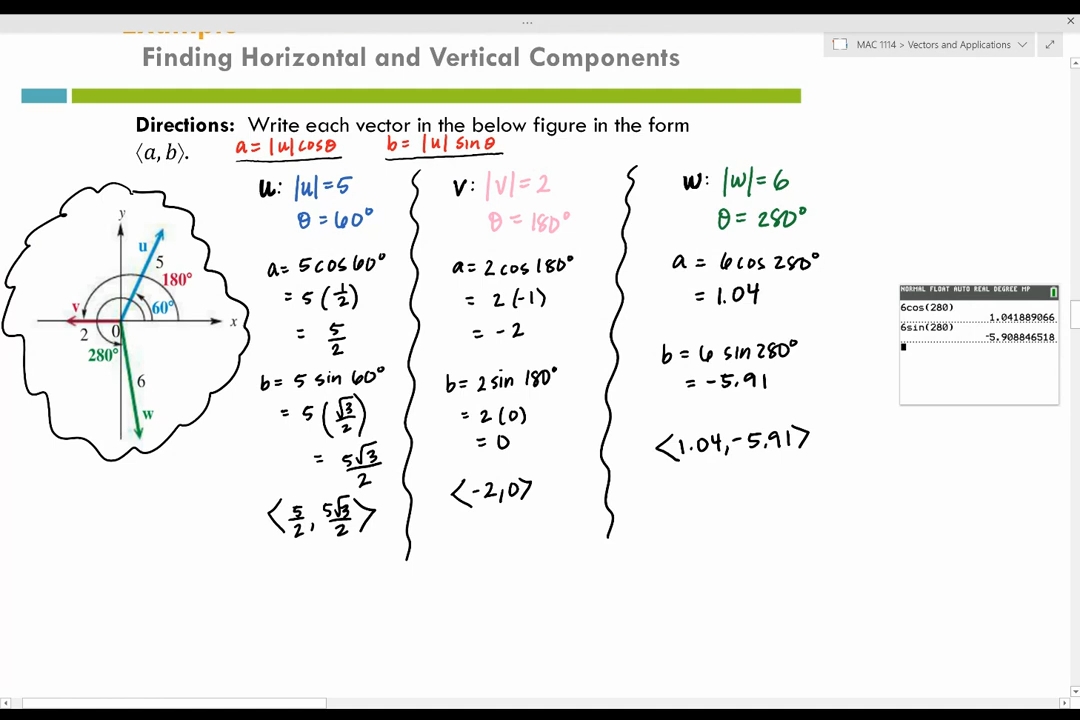 Example
Finding Horizontal and Vertical Components
MAC 1114 > Vectors and Applications
Directions: Write each vector in the below figure in the form
⟨a, b⟩.
a = |u| cosθ
b = |u| sinθ
y
u
5
180°
v
60°
x
2
0
280°
6
w
u: |u| = 5
θ = 60°
a = 5 cos 60°
= 5 (1/2)
= 5/2
b = 5 sin 60°
= 5 (√3/2)
= 5√3/2
⟨5/2, 5√3/2⟩
v: |v| = 2
θ = 180°
a = 2 cos 180°
= 2 (-1)
= -2
b = 2 sin 180°
= 2 (0)
= 0
⟨-2, 0⟩
w: |w| = 6
θ = 280°
a = 6 cos 280°
= 1.04
b = 6 sin 280°
= -5.91
⟨1.04, -5.91⟩
NORMAL FLOAT AUTO REAL DEGREE MP
6cos(280)
1.041889066
6sin(280)
-5.908846518